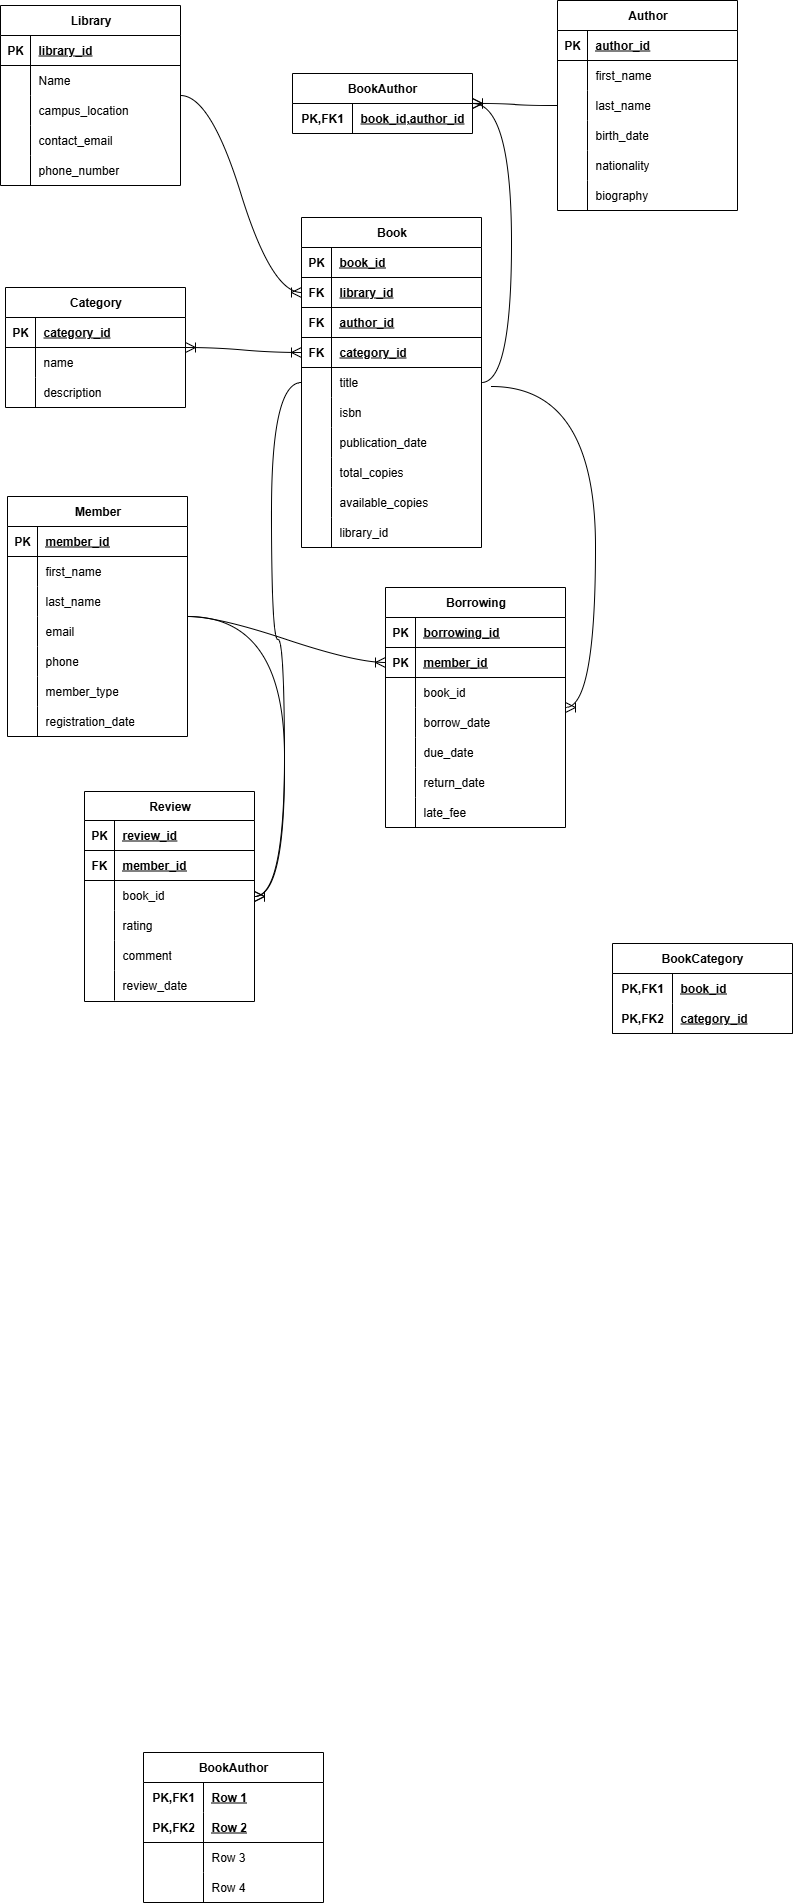 Library
PK library_id
Name
campus_location
contact_email
phone_number
Author
PK author_id
first_name
last_name
birth_date
nationality
biography
BookAuthor
PK,FK1 book_id,author_id
Book
PK book_id
FK library_id
FK author_id
FK category_id
title
isbn
publication_date
total_copies
available_copies
library_id
Category
PK category_id
name
description
Member
PK member_id
first_name
last_name
email
phone
member_type
registration_date
Borrowing
PK borrowing_id
PK member_id
book_id
borrow_date
due_date
return_date
late_fee
Review
PK review_id
FK member_id
book_id
rating
comment
review_date
BookCategory
PK,FK1 book_id
PK,FK2 category_id
BookAuthor
PK,FK1 Row 1
PK,FK2 Row 2
Row 3
Row 4